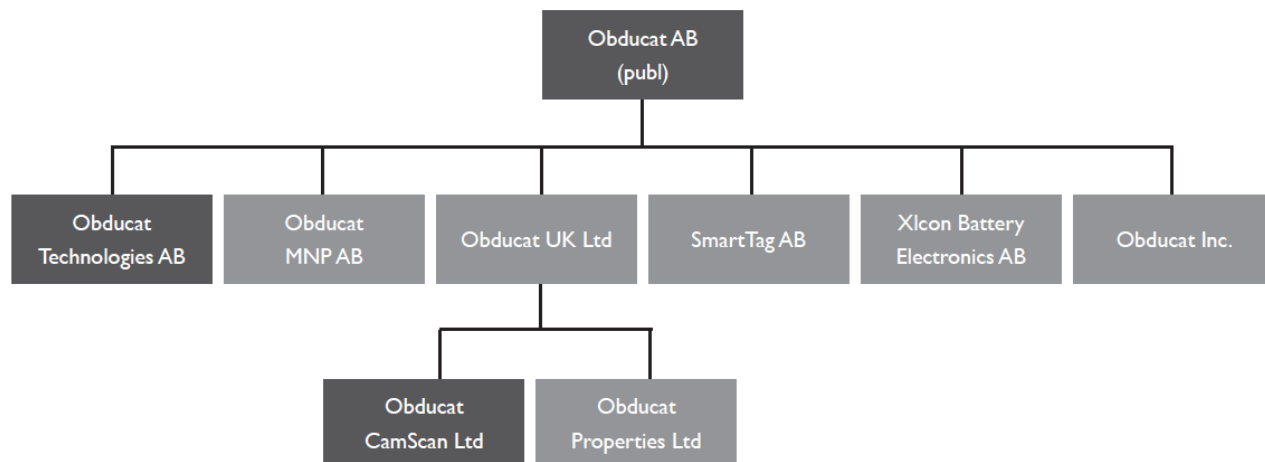 Obducat AB
(publ)
Obducat
Technologies AB
Obducat
MNP AB
Obducat UK Ltd
SmartTag AB
Xlcon Battery
Electronics AB
Obducat Inc.
Obducat
CamScan Ltd
Obducat
Properties Ltd